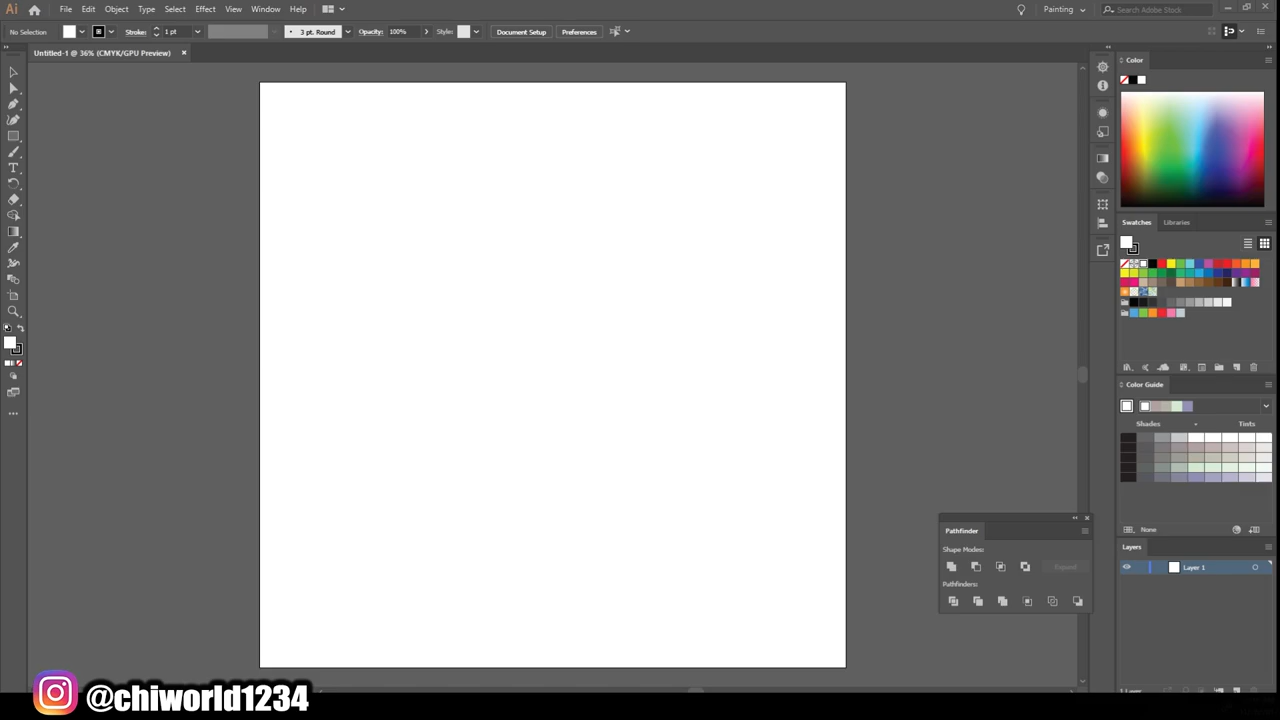 Ai File Edit Object Type Select Effect View Window Help Painting Search Adobe Stock
No Selection Stroke: 1 pt 3 pt. Round Opacity: 100% Style: Document Setup Preferences
Untitled-1 @ 36% (CMYK/GPU Preview)
Color
Swatches Libraries
Color Guide
Shades Tints
None
Pathfinder
Shape Modes:
Expand
Pathfinders:
Layers
Layer 1
@chiworld1234